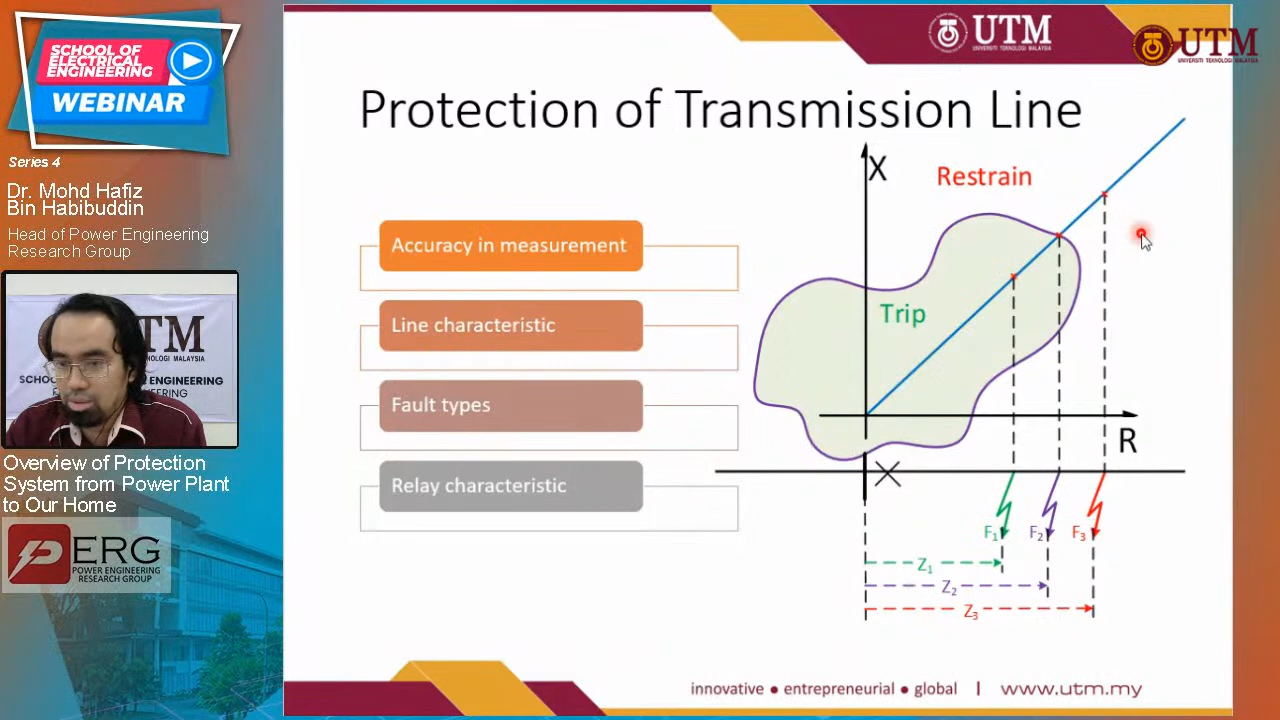 SCHOOL OF
ELECTRICAL
ENGINEERING
WEBINAR
Series 4
Dr. Mohd Hafiz
Bin Habibuddin
Head of Power Engineering
Research Group
UTM
Overview of Protection
System from Power Plant
to Our Home
PERG
POWER ENGINEERING
RESEARCH GROUP
UTM
UNIVERSITI TEKNOLOGI MALAYSIA
UTM
UNIVERSITI TEKNOLOGI MALAYSIA
Protection of Transmission Line
Accuracy in measurement
Line characteristic
Fault types
Relay characteristic
X
Restrain
Trip
R
F1 F2 F3
Z1
Z2
Z3
innovative ● entrepreneurial ● global | www.utm.my